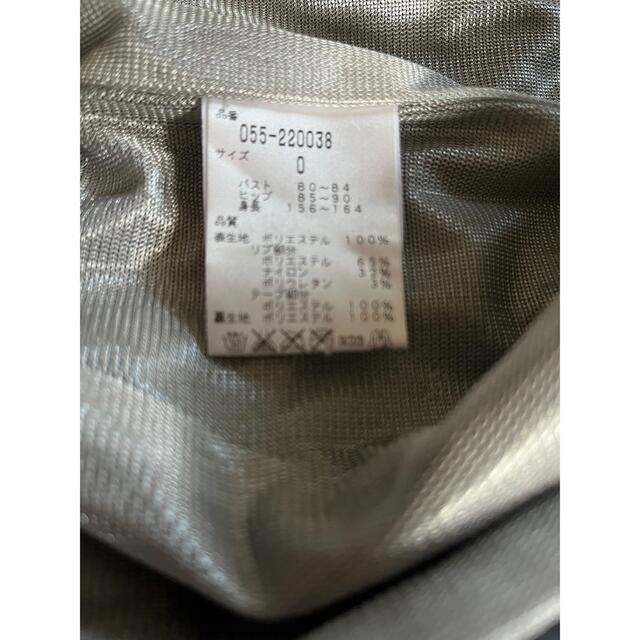 品番
055-220038
サイズ
0
バスト 80～84
ヒップ 85～90
身長 156～164
品質
表生地 ポリエステル 100%
リブ部分
ポリエステル 65%
ナイロン 32%
ポリウレタン 3%
テープ部分
ポリエステル 100%
裏生地 ポリエステル 100%